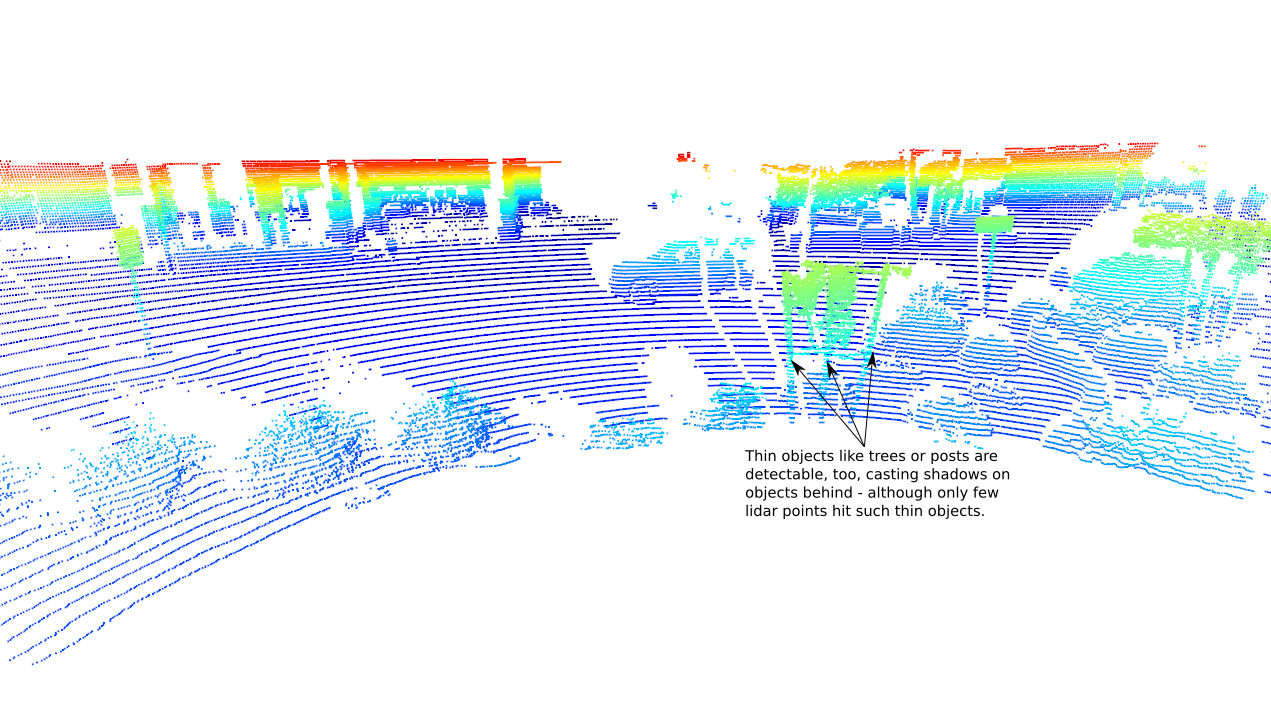 Thin objects like trees or posts are
detectable, too, casting shadows on
objects behind - although only few
lidar points hit such thin objects.